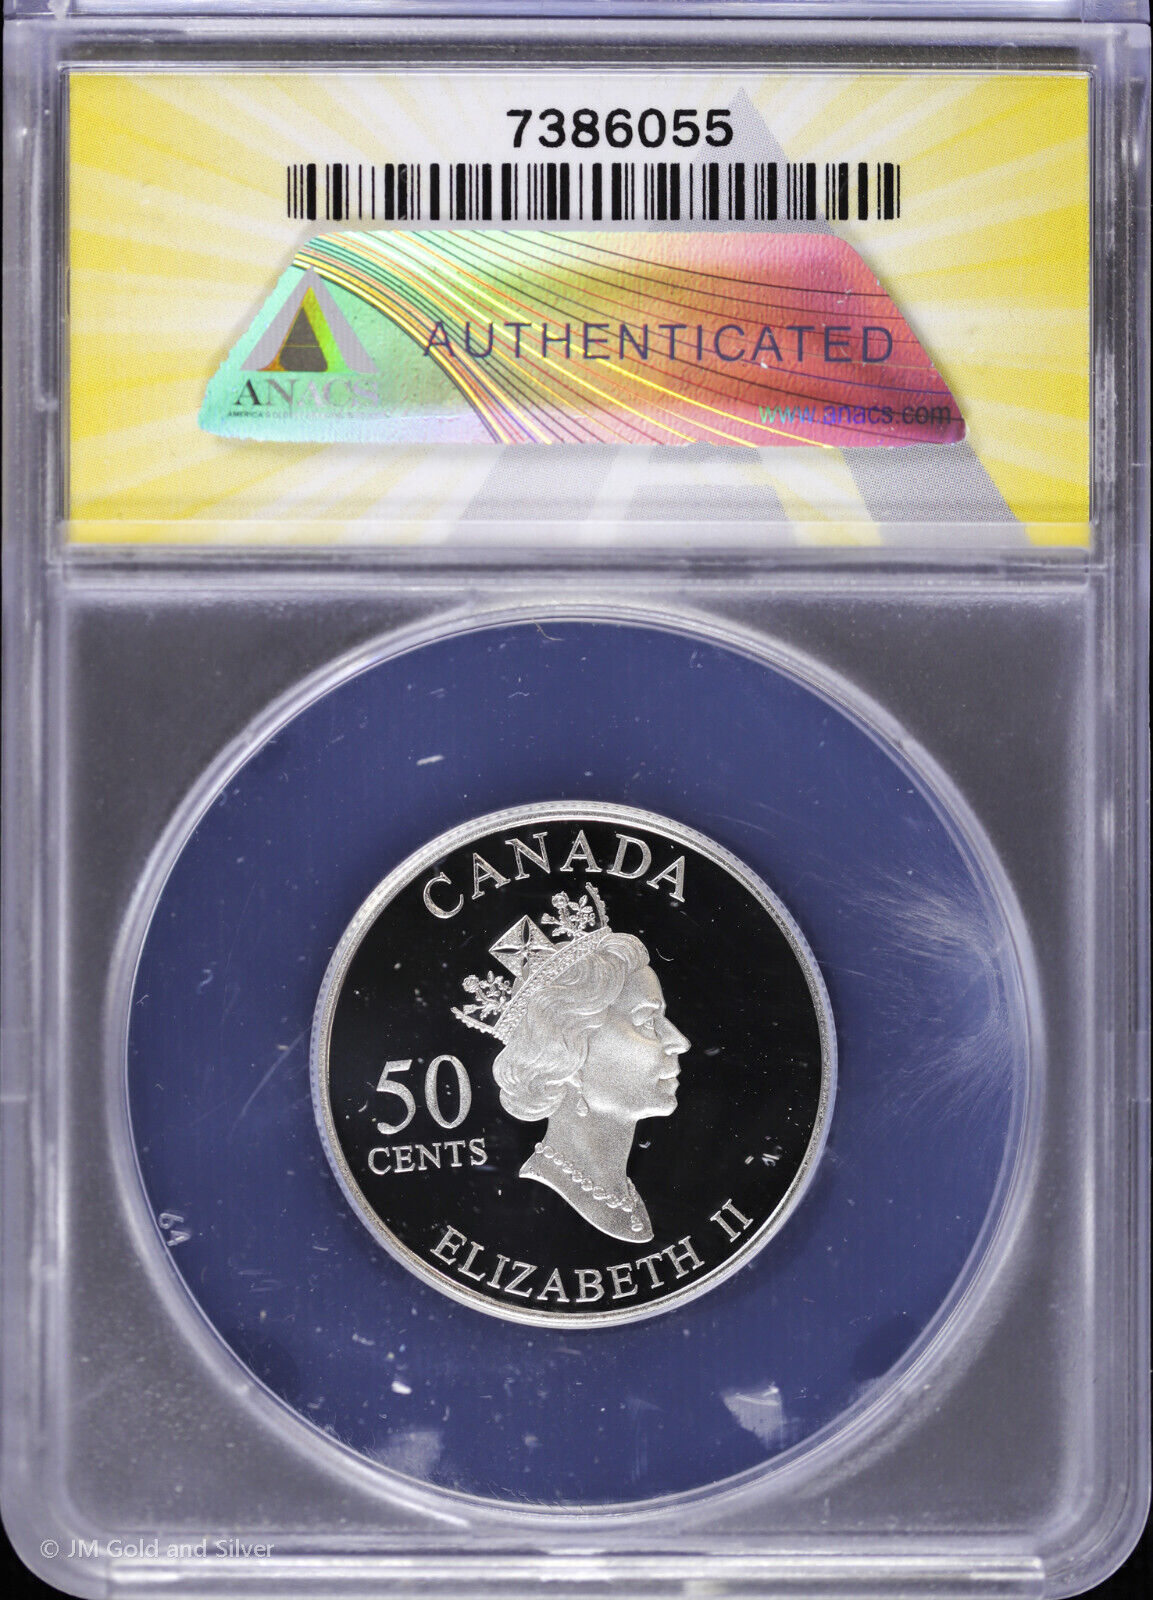 7386055
AUTHENTICATED
ANACS
www.anacs.com
CANADA
50
CENTS
ELIZABETH II
© JM Gold and Silver